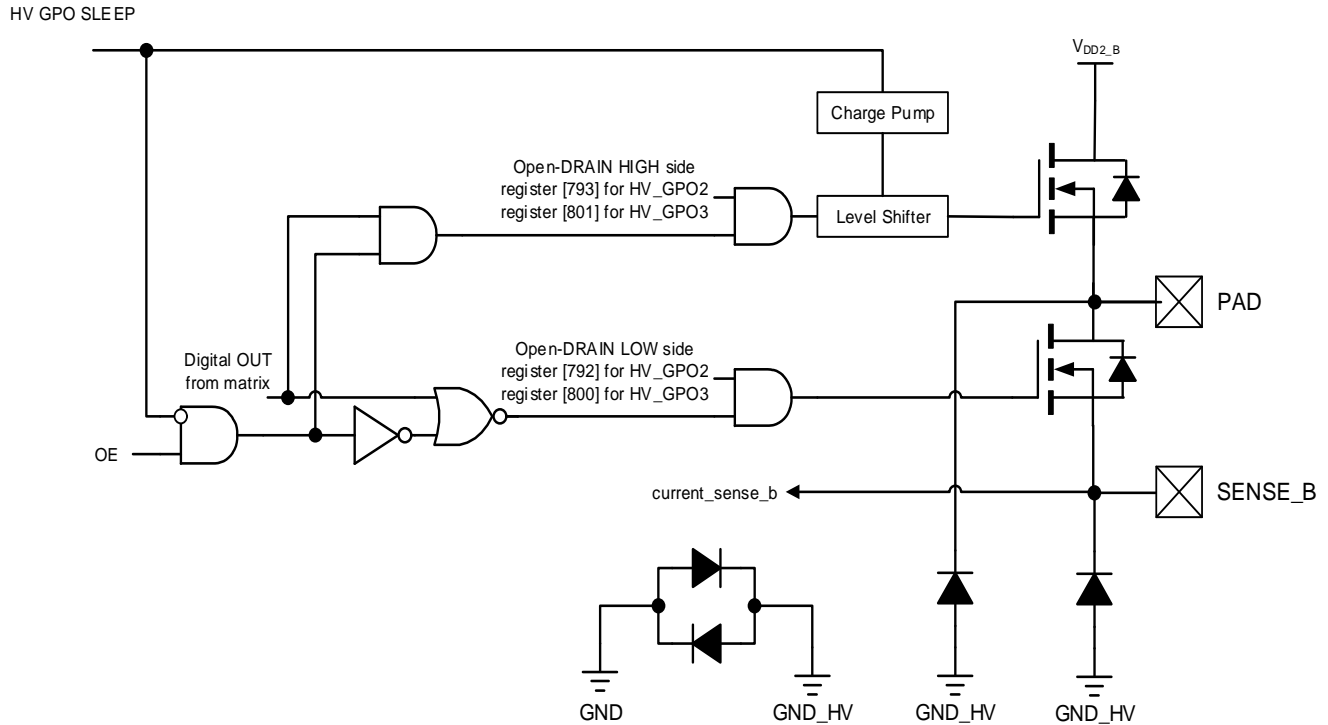 HV GPO SLEEP
V_DD2_B
Charge Pump
Open-DRAIN HIGH side
register [793] for HV_GPO2
register [801] for HV_GPO3
Level Shifter
PAD
Digital OUT
from matrix
Open-DRAIN LOW side
register [792] for HV_GPO2
register [800] for HV_GPO3
OE
current_sense_b
SENSE_B
GND
GND_HV
GND_HV
GND_HV